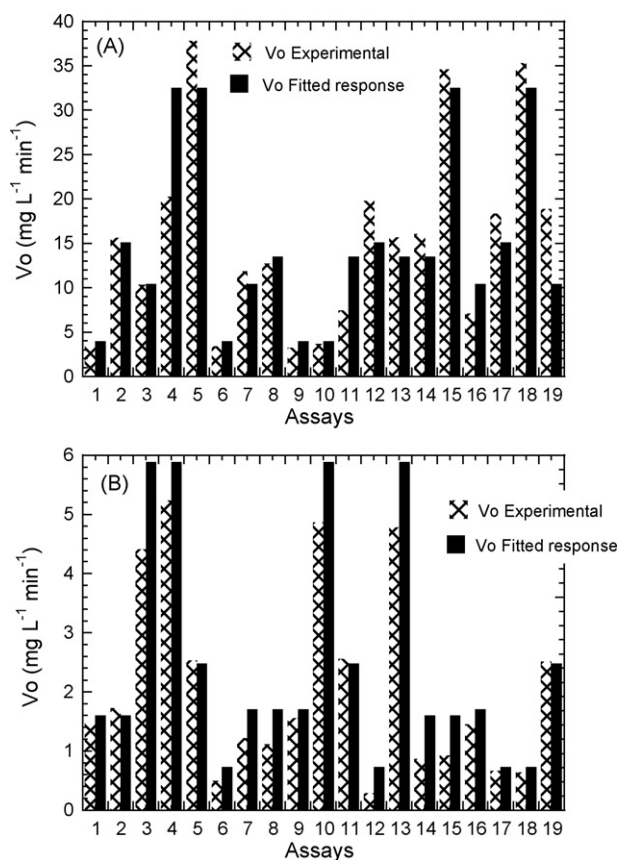 (A)
Vo Experimental
Vo Fitted response
Vo (mg L⁻¹ min⁻¹)
40
35
30
25
20
15
10
5
0
1 2 3 4 5 6 7 8 9 10 11 12 13 14 15 16 17 18 19
Assays
(B)
Vo Experimental
Vo Fitted response
Vo (mg L⁻¹ min⁻¹)
6
5
4
3
2
1
0
1 2 3 4 5 6 7 8 9 10 11 12 13 14 15 16 17 18 19
Assays